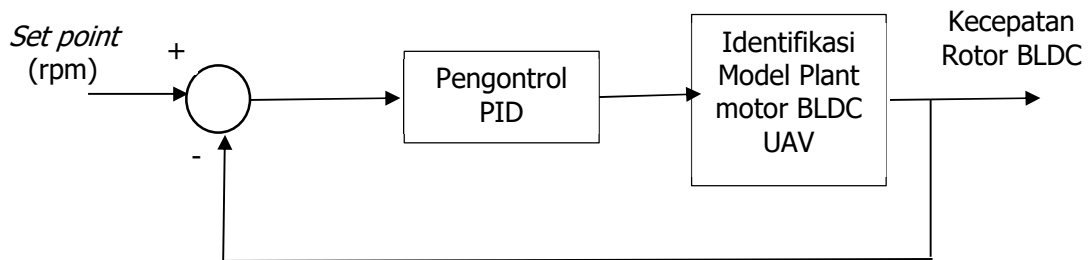 Set point
(rpm)
+
-
Pengontrol
PID
Identifikasi
Model Plant
motor BLDC
UAV
Kecepatan
Rotor BLDC